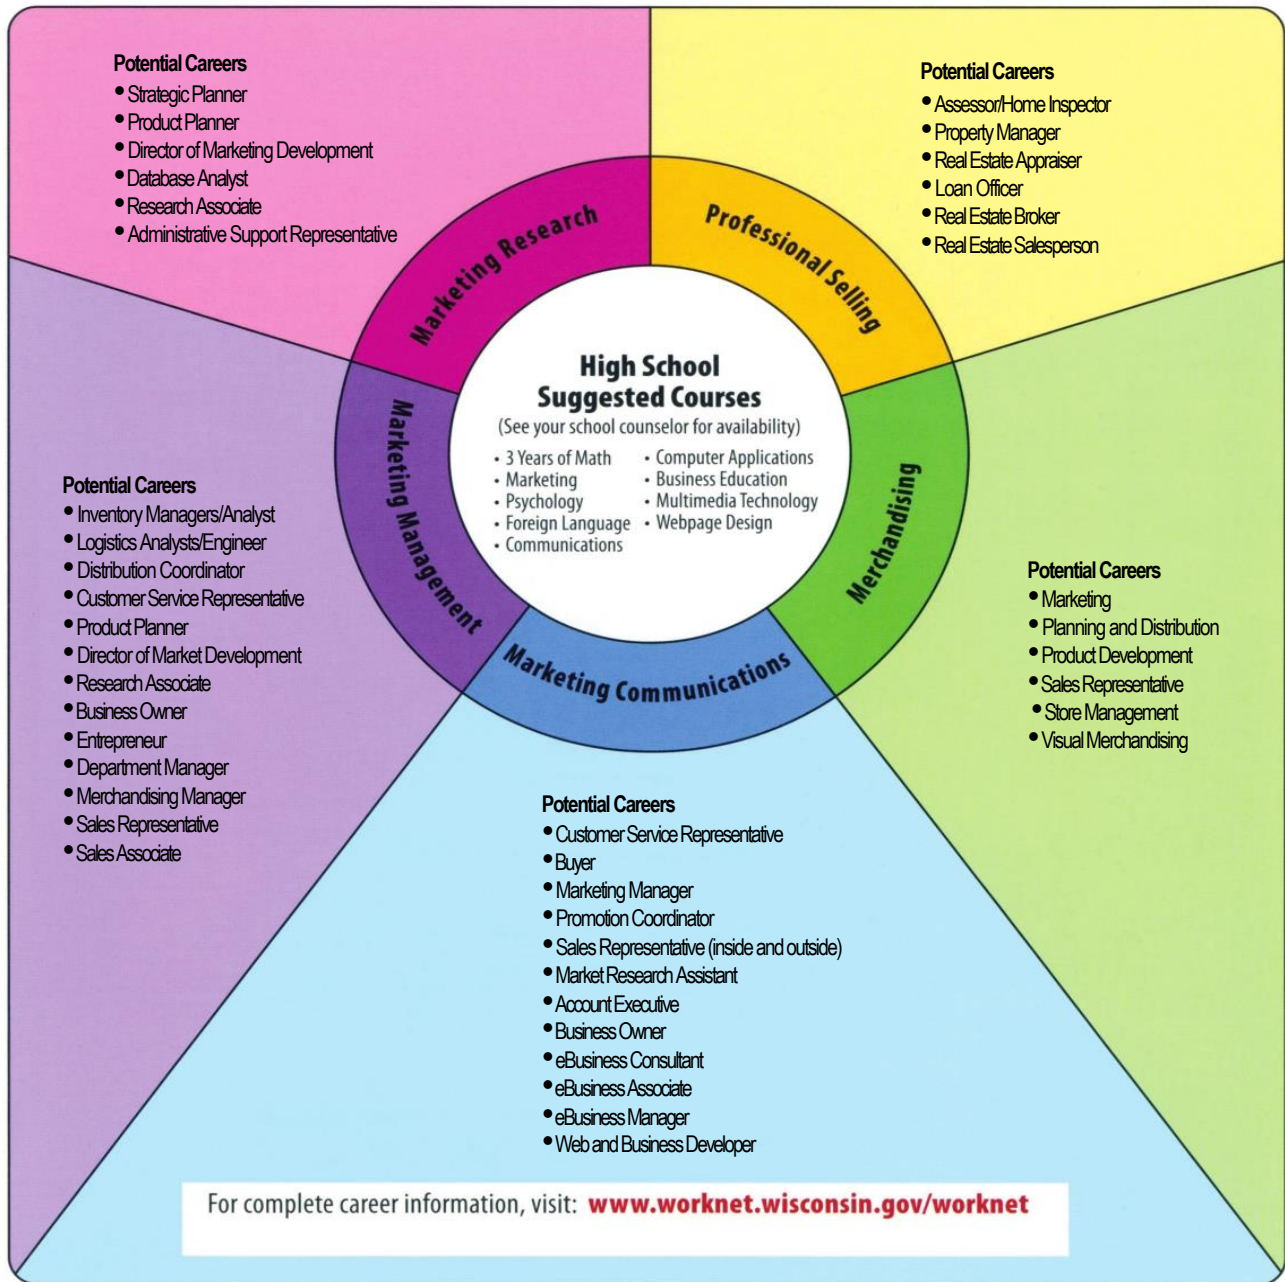 Potential Careers
• Strategic Planner
• Product Planner
• Director of Marketing Development
• Database Analyst
• Research Associate
• Administrative Support Representative
Potential Careers
• Assessor/Home Inspector
• Property Manager
• Real Estate Appraiser
• Loan Officer
• Real Estate Broker
• Real Estate Salesperson
Marketing Research
Professional Selling
High School
Suggested Courses
(See your school counselor for availability)
• 3 Years of Math
• Marketing
• Psychology
• Foreign Language
• Communications
• Computer Applications
• Business Education
• Multimedia Technology
• Webpage Design
Marketing Management
Merchandising
Marketing Communications
Potential Careers
• Inventory Managers/Analyst
• Logistics Analysts/Engineer
• Distribution Coordinator
• Customer Service Representative
• Product Planner
• Director of Market Development
• Research Associate
• Business Owner
• Entrepreneur
• Department Manager
• Merchandising Manager
• Sales Representative
• Sales Associate
Potential Careers
• Marketing
• Planning and Distribution
• Product Development
• Sales Representative
• Store Management
• Visual Merchandising
Potential Careers
• Customer Service Representative
• Buyer
• Marketing Manager
• Promotion Coordinator
• Sales Representative (inside and outside)
• Market Research Assistant
• Account Executive
• Business Owner
• eBusiness Consultant
• eBusiness Associate
• eBusiness Manager
• Web and Business Developer
For complete career information, visit: www.worknet.wisconsin.gov/worknet